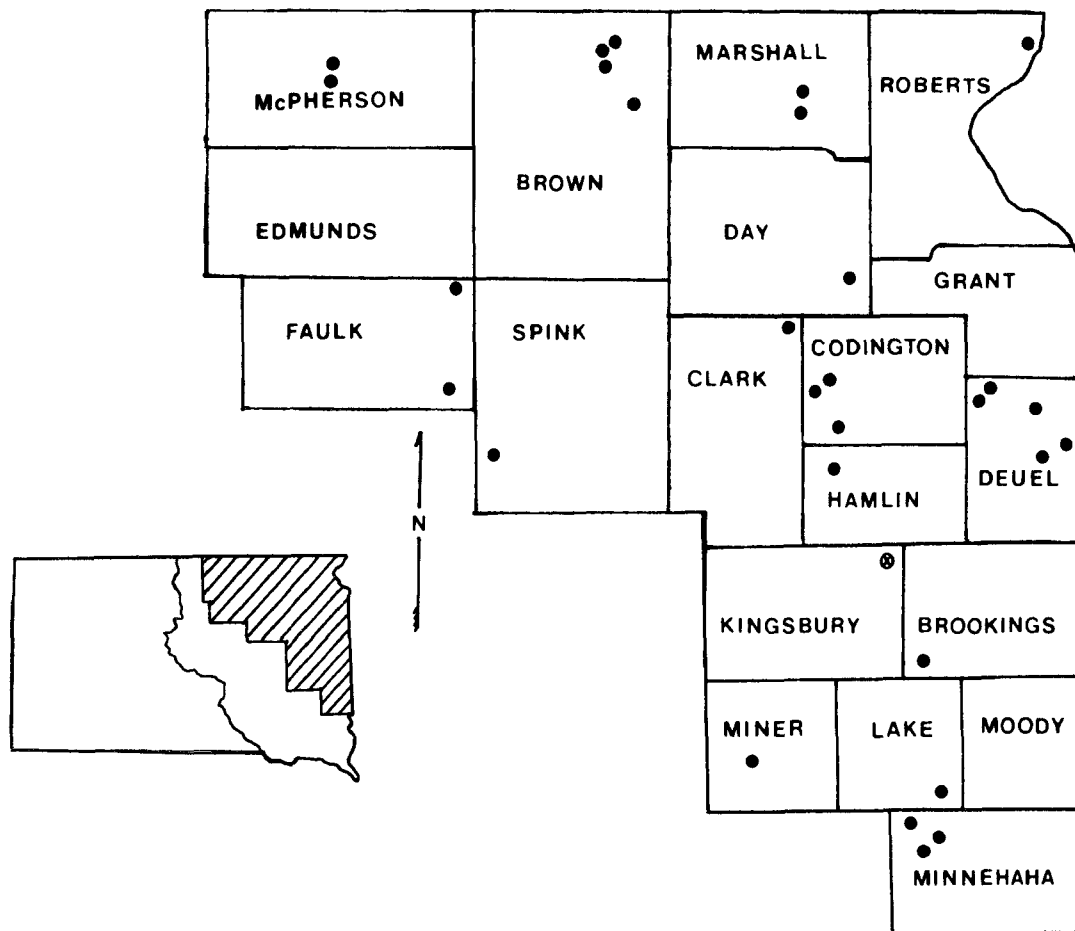 McPHERSON
BROWN
MARSHALL
ROBERTS
EDMUNDS
DAY
GRANT
FAULK
SPINK
CLARK
CODINGTON
HAMLIN
DEUEL
N
KINGSBURY
BROOKINGS
MINER
LAKE
MOODY
MINNEHAHA